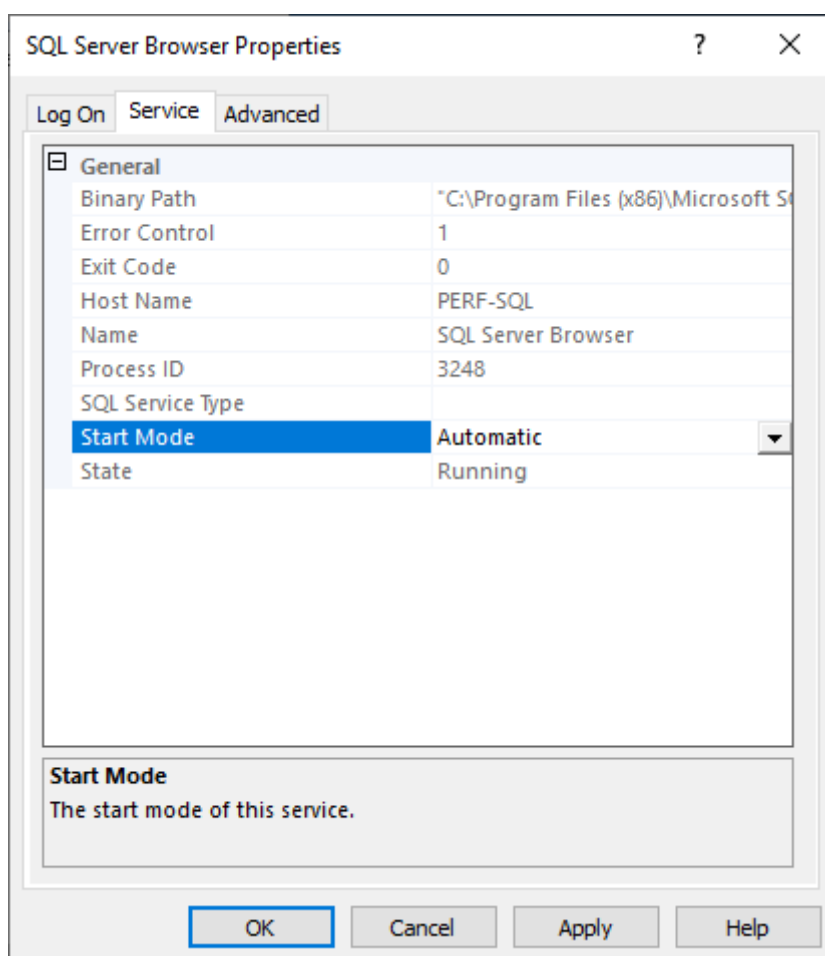 SQL Server Browser Properties ? ×
Log On Service Advanced
General
Binary Path "C:\Program Files (x86)\Microsoft S
Error Control 1
Exit Code 0
Host Name PERF-SQL
Name SQL Server Browser
Process ID 3248
SQL Service Type
Start Mode Automatic
State Running
Start Mode
The start mode of this service.
OK Cancel Apply Help